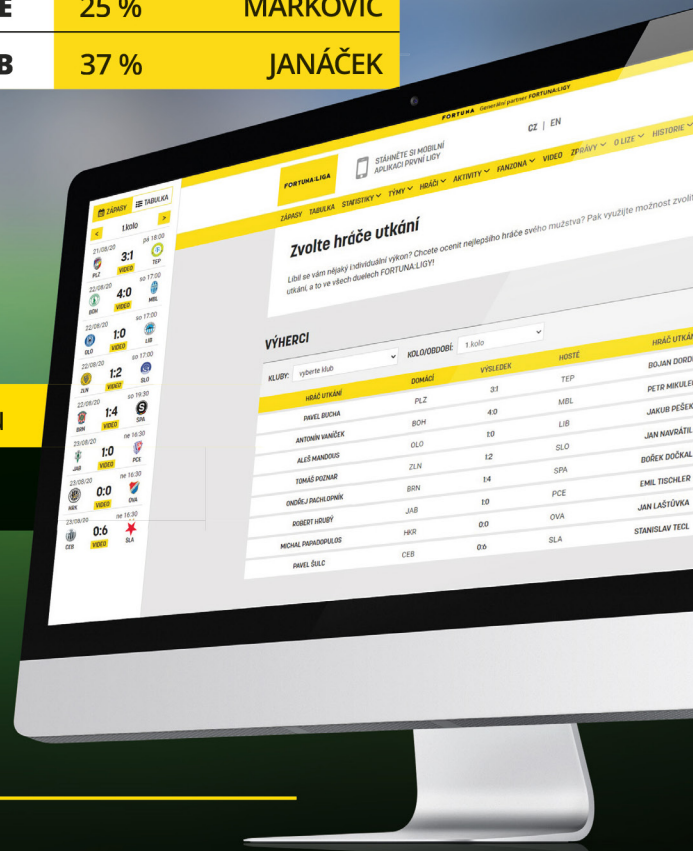 E 25 % MARKOVIČ
B 37 % JANÁČEK
FORTUNA Generální partner FORTUNA:LIGY
FORTUNA:LIGA
STÁHNĚTE SI MOBILNÍ
APLIKACI PRVNÍ LIGY
CZ | EN
ZÁPASY TABULKA STATISTIKY TÝMY HRÁČI AKTIVITY FANZONA VIDEO ZPRÁVY O LIZE HISTORIE
ZÁPASY TABULKA
< 1.kolo >
21/08/20 pá 18:00
3:1
PLZ VIDEO TEP
22/08/20 so 17:00
4:0
BOH VIDEO MBL
22/08/20 so 17:00
1:0
OLO VIDEO LIB
22/08/20 so 17:00
1:2
ZLN VIDEO SLO
22/08/20 so 19:30
1:4
BRN VIDEO SPA
23/08/20 ne 16:30
1:0
JAB VIDEO PCE
23/08/20 ne 16:30
0:0
HRK VIDEO OVA
23/08/20 ne 16:30
0:6
CEB VIDEO SLA
Zvolte hráče utkání
Líbil se vám nějaký individuální výkon? Chcete ocenit nejlepšího hráče svého mužstva? Pak využijte možnost zvolit
utkání, a to ve všech duelech FORTUNA:LIGY!
VÝHERCI
KLUBY: vyberte klub KOLO/OBDOBÍ: 1.kolo
HRÁČ UTKÁNÍ DOMÁCÍ VÝSLEDEK HOSTÉ HRÁČ UTKÁN
PAVEL BUCHA PLZ 3:1 TEP BOJAN DORDI
ANTONÍN VANÍČEK BOH 4:0 MBL PETR MIKULEC
ALEŠ MANDOUS OLO 1:0 LIB JAKUB PEŠEK
TOMÁŠ POZNAR ZLN 1:2 SLO JAN NAVRÁTIL
ONDŘEJ PACHLOPNÍK BRN 1:4 SPA BOŘEK DOČKAL
ROBERT HRUBÝ JAB 1:0 PCE EMIL TISCHLER
MICHAL PAPADOPULOS HKR 0:0 OVA JAN LAŠTŮVKA
PAVEL ŠULC CEB 0:6 SLA STANISLAV TECL